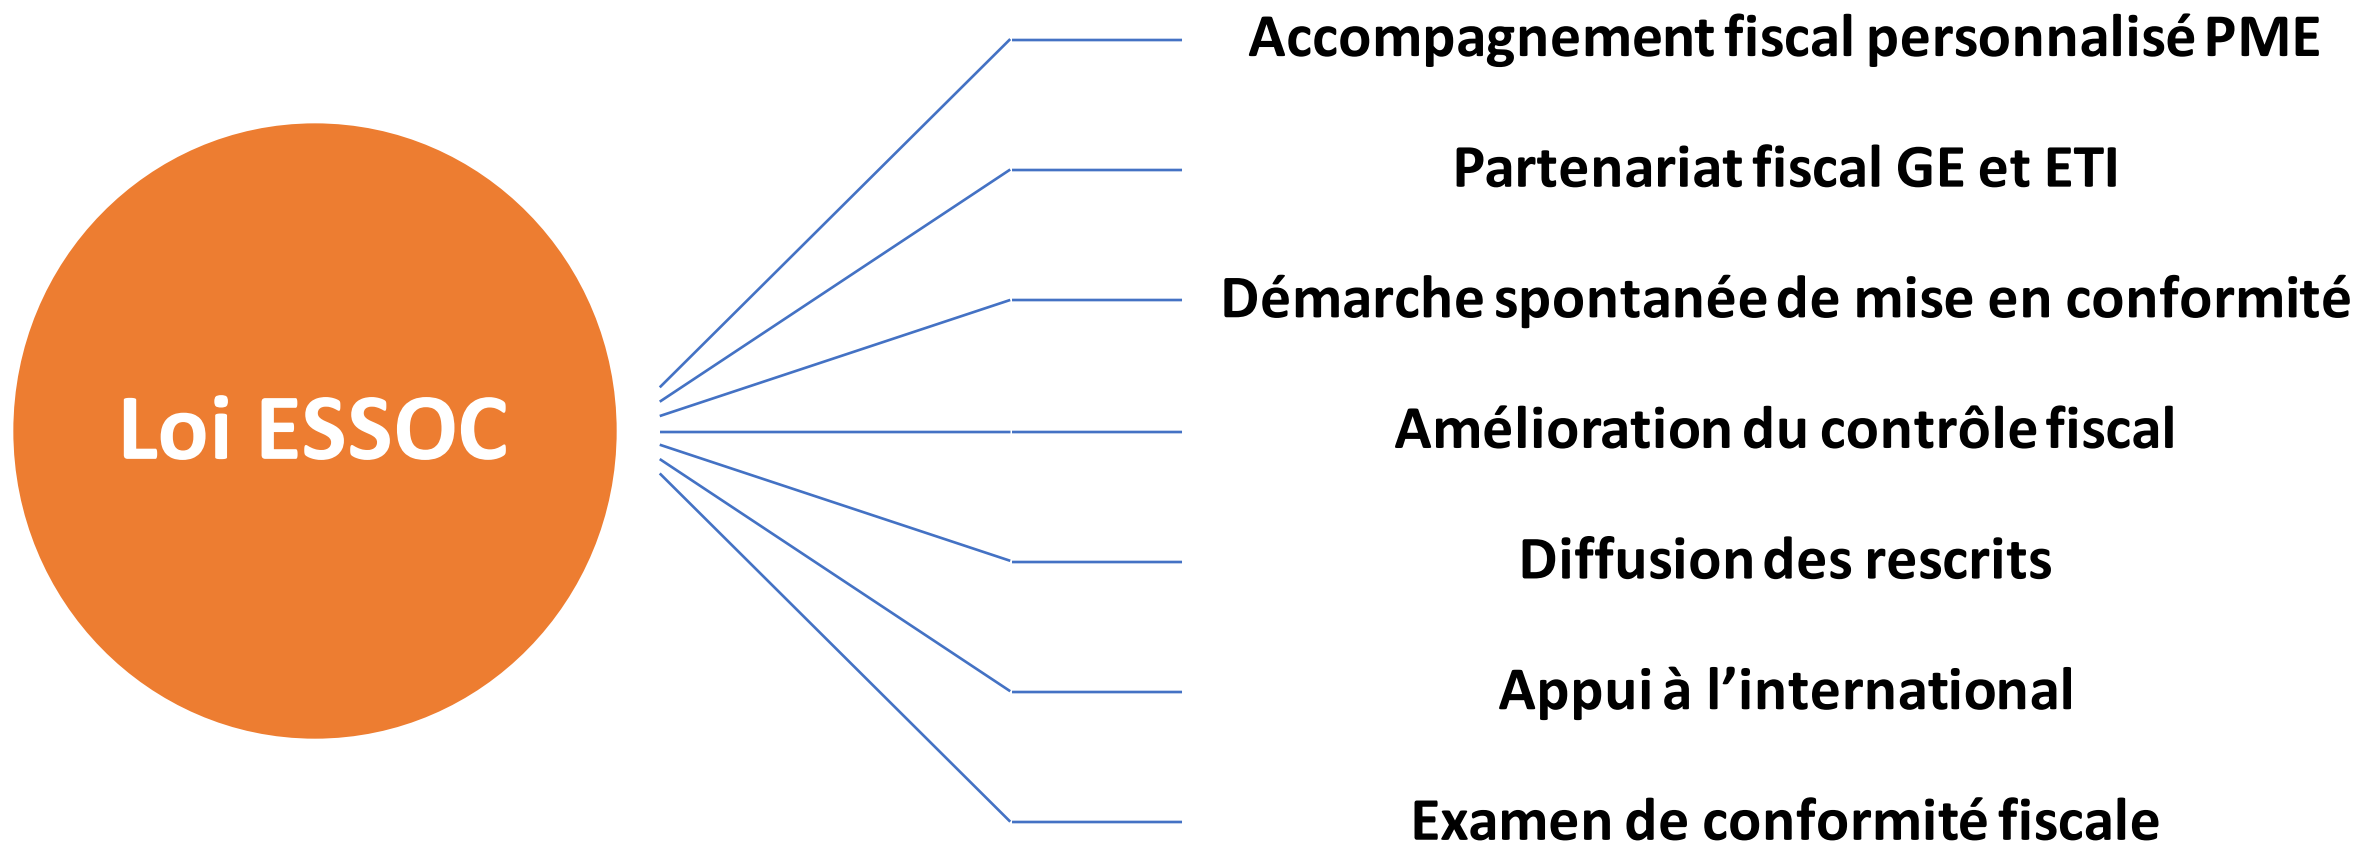 Loi ESSOC
Accompagnement fiscal personnalisé PME
Partenariat fiscal GE et ETI
Démarche spontanée de mise en conformité
Amélioration du contrôle fiscal
Diffusion des rescrits
Appui à l’international
Examen de conformité fiscale